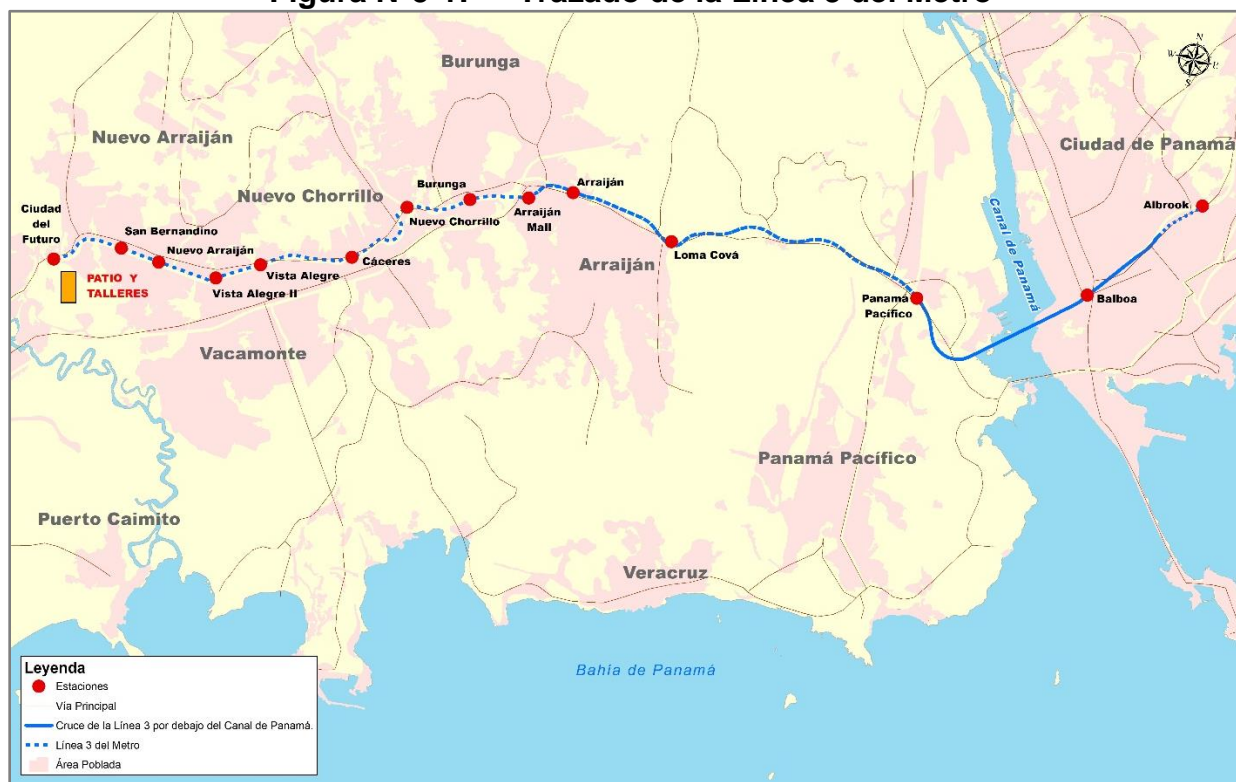 Figura N°3-1. Trazado de la Línea 3 del Metro
N
W
E
S
Burunga
Nuevo Arraiján
Ciudad de Panamá
Nuevo Chorrillo
Burunga
Arraiján
Albrook
Ciudad
del
Futuro
San Bernandino
Nuevo Chorrillo
Arraiján
Mall
Canal de Panamá
Nuevo Arraiján
Cáceres
Arraiján
Loma Cová
PATIO Y
TALLERES
Vista Alegre
Vista Alegre II
Panamá
Pacífico
Balboa
Vacamonte
Panamá Pacífico
Puerto Caimito
Veracruz
Bahía de Panamá
Leyenda
Estaciones
Vía Principal
Cruce de la Línea 3 por debajo del Canal de Panamá.
Línea 3 del Metro
Área Poblada